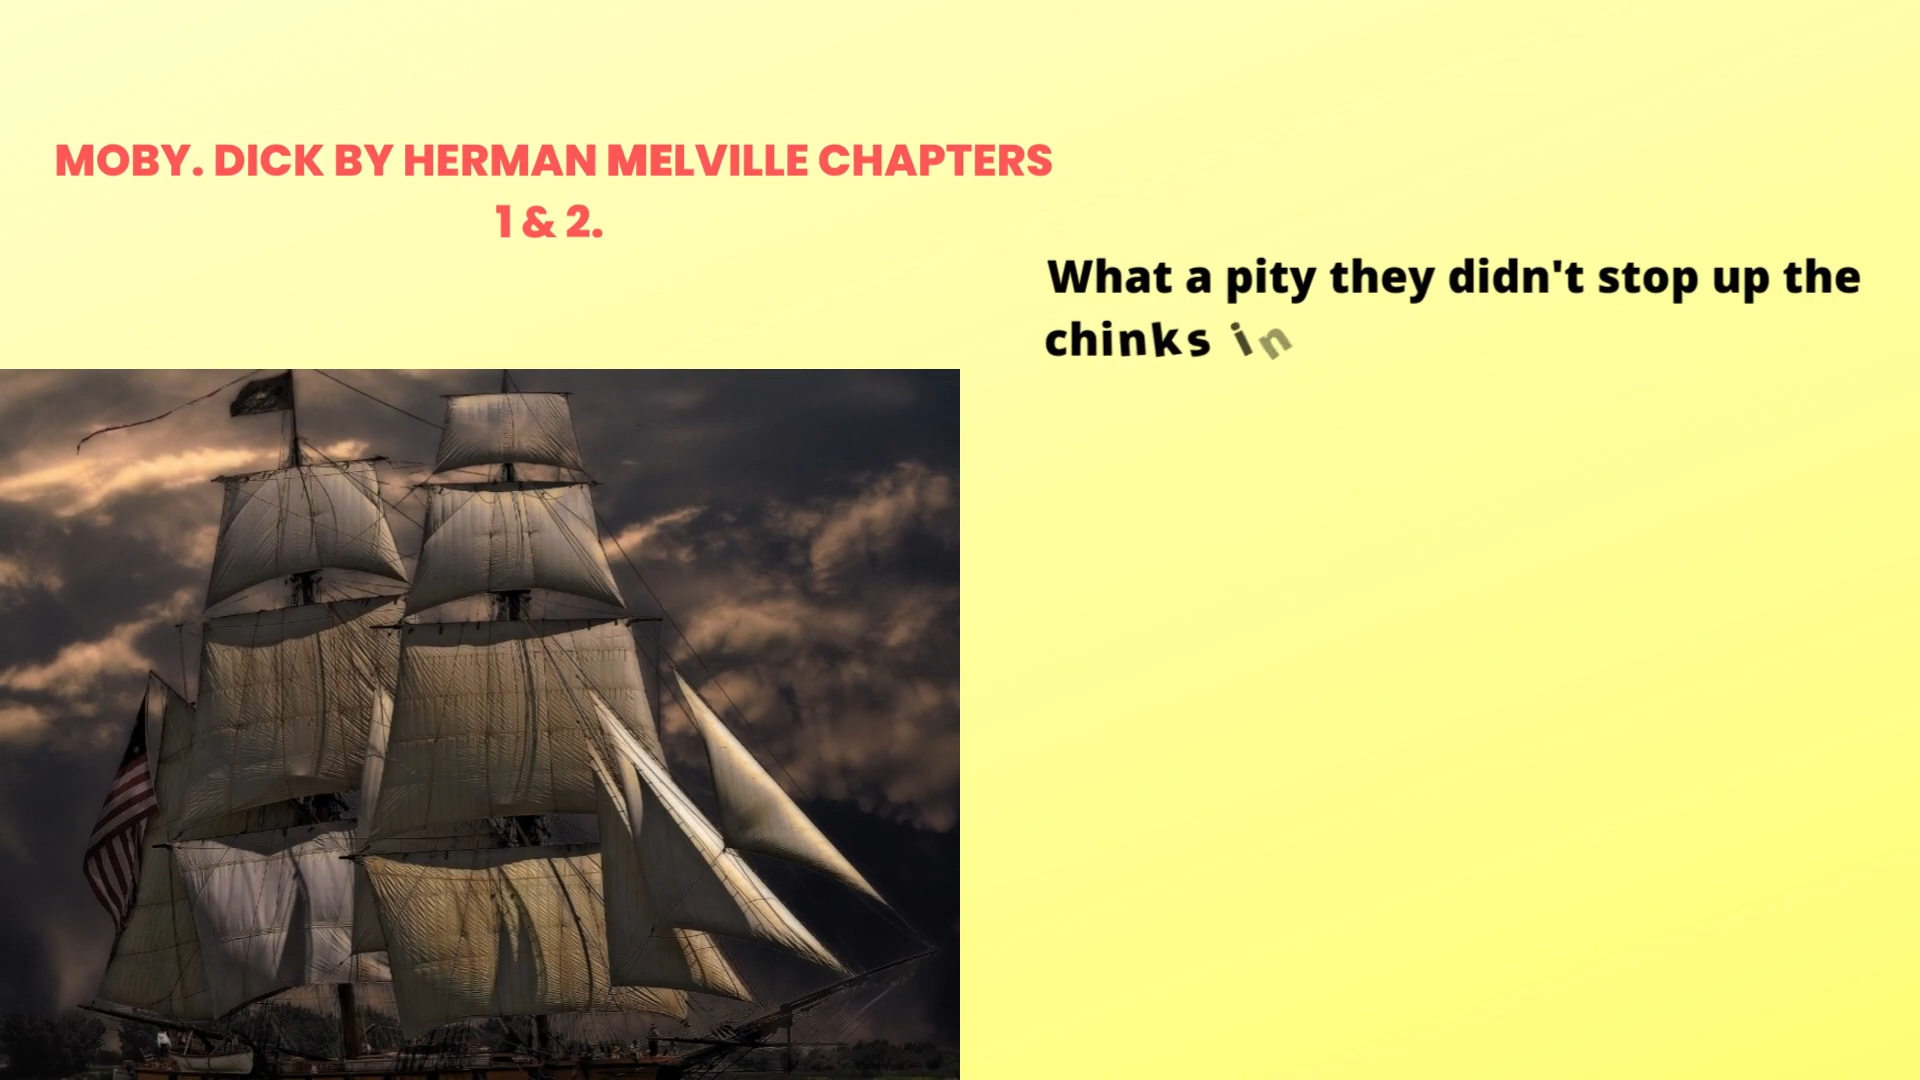 MOBY. DICK BY HERMAN MELVILLE CHAPTERS
1 & 2.
What a pity they didn't stop up the
chinks in